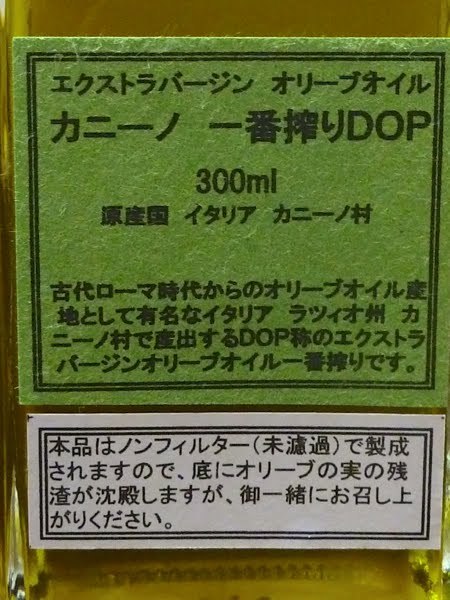 エクストラバージン オリーブオイル
カニーノ 一番搾りDOP
300ml
原産国 イタリア カニーノ村
古代ローマ時代からのオリーブオイル産
地として有名なイタリア ラツィオ州 カ
ニーノ村で産出するDOP称のエクストラ
バージンオリーブオイル一番搾りです。
本品はノンフィルター(未濾過)で製成
されますので、底にオリーブの実の残
渣が沈殿しますが、御一緒にお召し上
がりください。